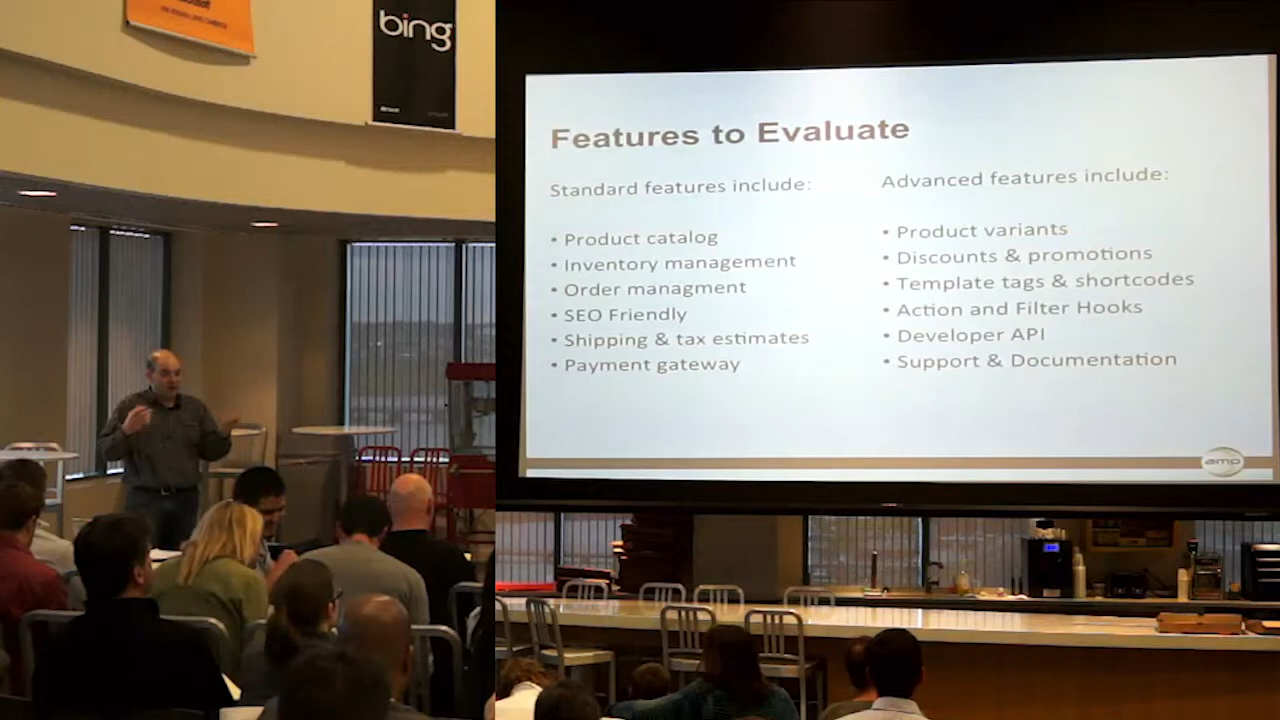 bing
Features to Evaluate
Standard features include:
• Product catalog
• Inventory management
• Order managment
• SEO Friendly
• Shipping & tax estimates
• Payment gateway
Advanced features include:
• Product variants
• Discounts & promotions
• Template tags & shortcodes
• Action and Filter Hooks
• Developer API
• Support & Documentation
amp